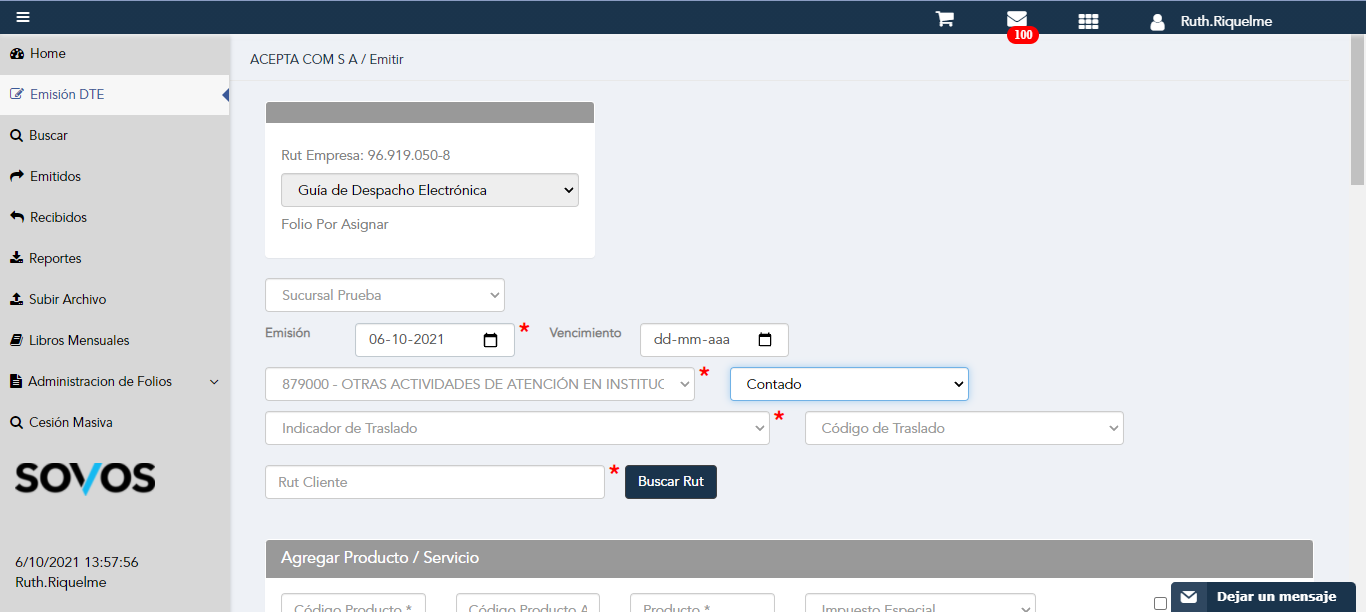 100
Ruth.Riquelme
Home
Emisión DTE
Buscar
Emitidos
Recibidos
Reportes
Subir Archivo
Libros Mensuales
Administracion de Folios
Cesión Masiva
SOVOS
6/10/2021 13:57:56
Ruth.Riquelme
ACEPTA COM S A / Emitir
Rut Empresa: 96.919.050-8
Guía de Despacho Electrónica
Folio Por Asignar
Sucursal Prueba
Emisión 06-10-2021 * Vencimiento dd-mm-aaa
879000 - OTRAS ACTIVIDADES DE ATENCIÓN EN INSTITUC * Contado
Indicador de Traslado * Código de Traslado
Rut Cliente * Buscar Rut
Agregar Producto / Servicio
Código Producto * Código Producto A Producto * Impuesto Especial
Dejar un mensaje